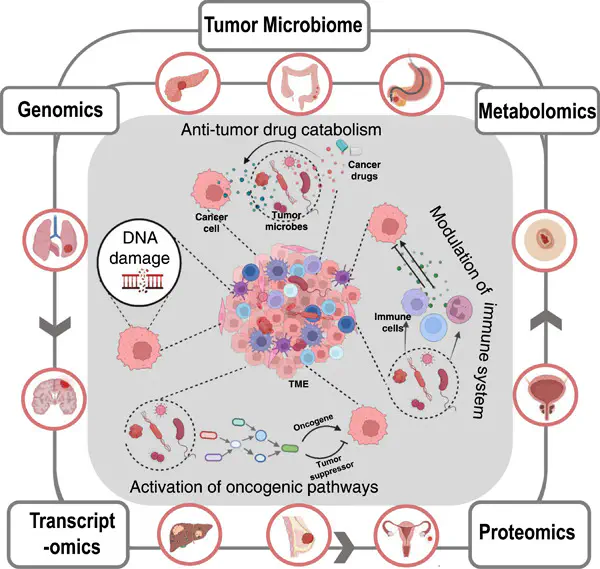 Tumor Microbiome
Genomics
Metabolomics
Anti-tumor drug catabolism
Cancer
drugs
Cancer
cell
Tumor
microbes
DNA
damage
Modulation of
immune system
Immune
cells
TME
Oncogene
Tumor
suppressor
Activation of oncogenic pathways
Transcript
-omics
Proteomics